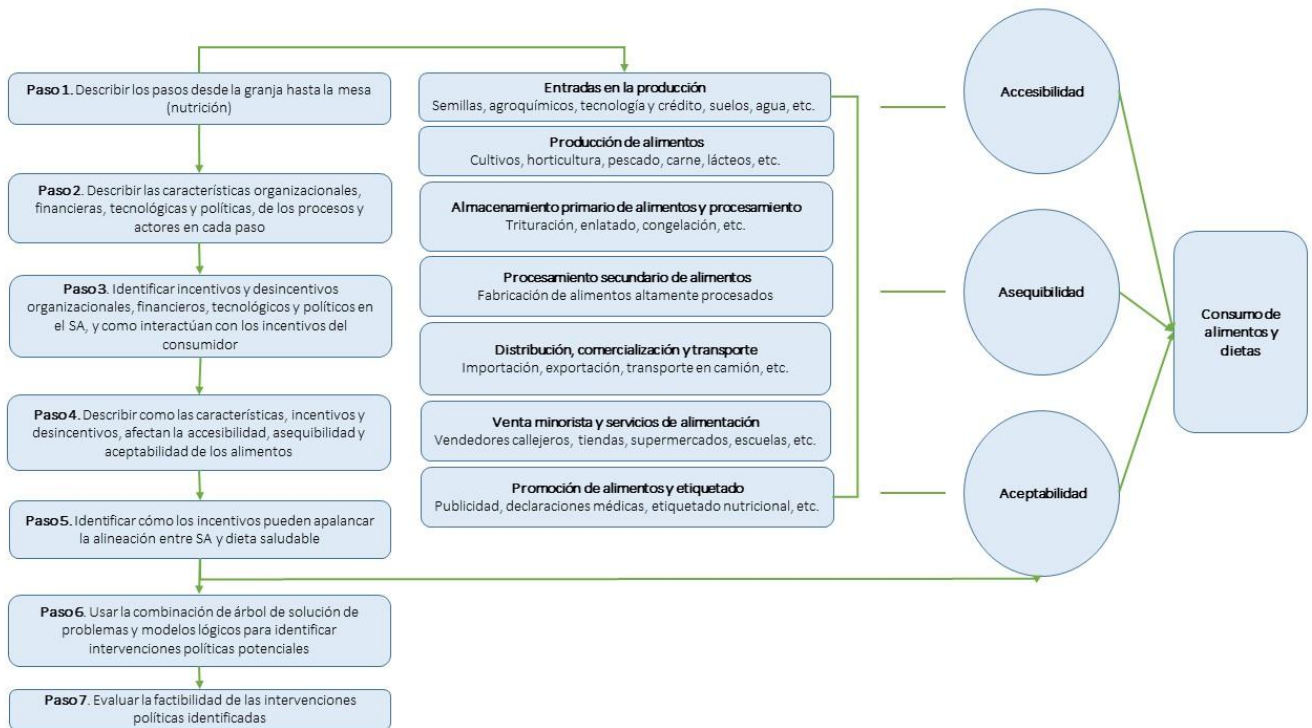 Paso 1. Describir los pasos desde la granja hasta la mesa
(nutrición)
Paso 2. Describir las características organizacionales,
financieras, tecnológicas y políticas, de los procesos y
actores en cada paso
Paso 3. Identificar incentivos y desincentivos
organizacionales, financieros, tecnológicos y políticos en
el SA, y como interactúan con los incentivos del
consumidor
Paso 4. Describir como las características, incentivos y
desincentivos, afectan la accesibilidad, asequibilidad y
aceptabilidad de los alimentos
Paso 5. Identificar cómo los incentivos pueden apalancar
la alineación entre SA y dieta saludable
Paso 6. Usar la combinación de árbol de solución de
problemas y modelos lógicos para identificar
intervenciones políticas potenciales
Paso 7. Evaluar la factibilidad de las intervenciones
políticas identificadas
Entradas en la producción
Semillas, agroquímicos, tecnología y crédito, suelos, agua, etc.
Producción de alimentos
Cultivos, horticultura, pescado, carne, lácteos, etc.
Almacenamiento primario de alimentos y procesamiento
Trituración, enlatado, congelación, etc.
Procesamiento secundario de alimentos
Fabricación de alimentos altamente procesados
Distribución, comercialización y transporte
Importación, exportación, transporte en camión, etc.
Venta minorista y servicios de alimentación
Vendedores callejeros, tiendas, supermercados, escuelas, etc.
Promoción de alimentos y etiquetado
Publicidad, declaraciones médicas, etiquetado nutricional, etc.
Accesibilidad
Asequibilidad
Aceptabilidad
Consumo de
alimentos y
dietas